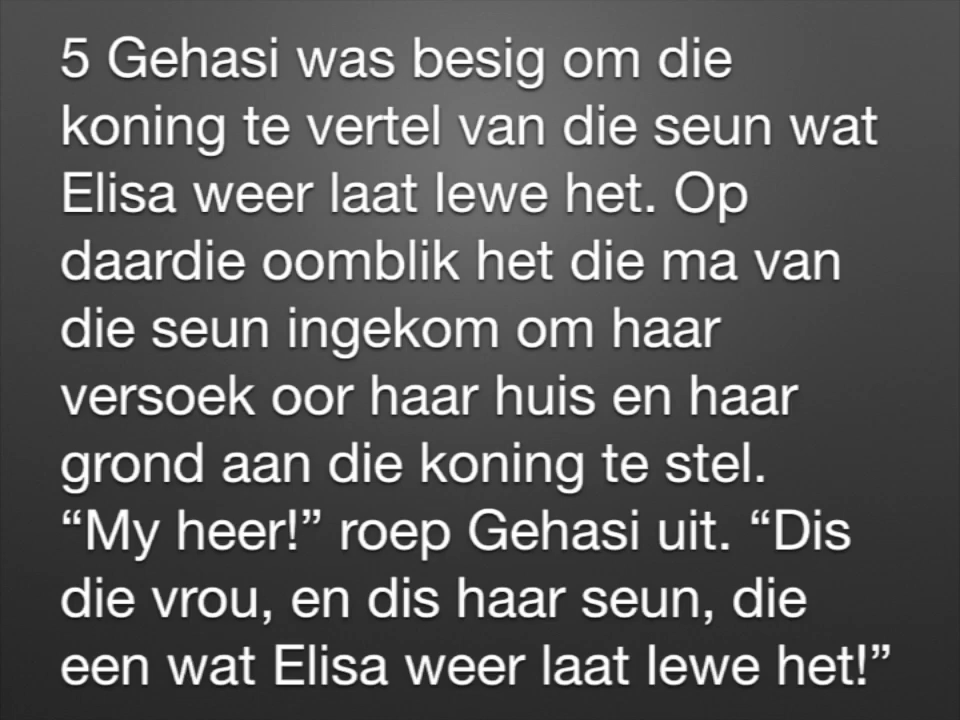 5 Gehasi was besig om die
koning te vertel van die seun wat
Elisa weer laat lewe het. Op
daardie oomblik het die ma van
die seun ingekom om haar
versoek oor haar huis en haar
grond aan die koning te stel.
“My heer!” roep Gehasi uit. “Dis
die vrou, en dis haar seun, die
een wat Elisa weer laat lewe het!”